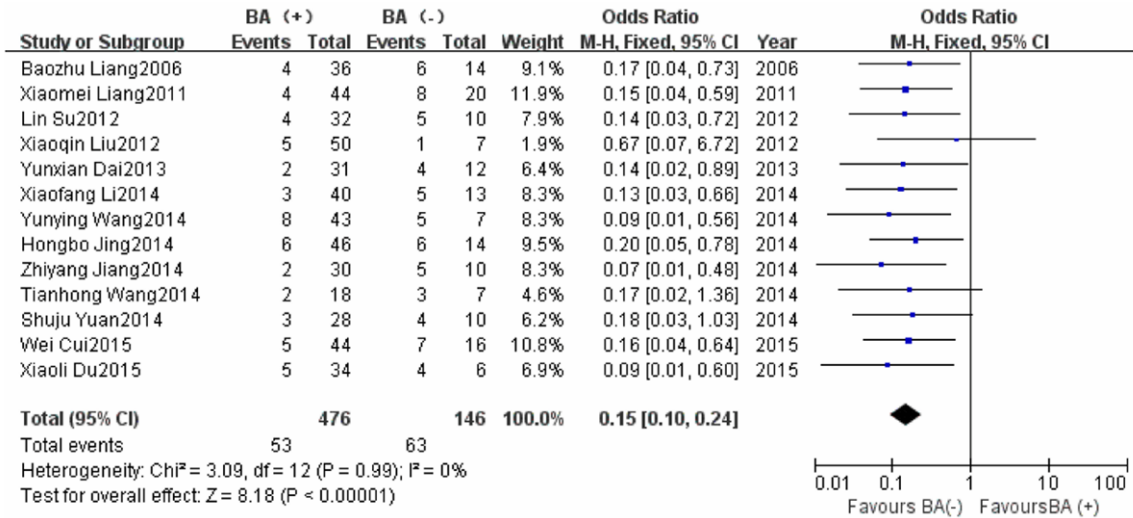 BA (+) BA (-) Odds Ratio Odds Ratio
Study or Subgroup Events Total Events Total Weight M-H, Fixed, 95% CI Year M-H, Fixed, 95% CI
Baozhu Liang2006 4 36 6 14 9.1% 0.17 [0.04, 0.73] 2006
Xiaomei Liang2011 4 44 8 20 11.9% 0.15 [0.04, 0.59] 2011
Lin Su2012 4 32 5 10 7.9% 0.14 [0.03, 0.72] 2012
Xiaoqin Liu2012 5 50 1 7 1.9% 0.67 [0.07, 6.72] 2012
Yunxian Dai2013 2 31 4 12 6.4% 0.14 [0.02, 0.89] 2013
Xiaofang Li2014 3 40 5 13 8.3% 0.13 [0.03, 0.66] 2014
Yunying Wang2014 8 43 5 7 8.3% 0.09 [0.01, 0.56] 2014
Hongbo Jing2014 6 46 6 14 9.5% 0.20 [0.05, 0.78] 2014
Zhiyang Jiang2014 2 30 5 10 8.3% 0.07 [0.01, 0.48] 2014
Tianhong Wang2014 2 18 3 7 4.6% 0.17 [0.02, 1.36] 2014
Shuju Yuan2014 3 28 4 10 6.2% 0.18 [0.03, 1.03] 2014
Wei Cui2015 5 44 7 16 10.8% 0.16 [0.04, 0.64] 2015
Xiaoli Du2015 5 34 4 6 6.9% 0.09 [0.01, 0.60] 2015
Total (95% CI) 476 146 100.0% 0.15 [0.10, 0.24]
Total events 53 63
Heterogeneity: Chi² = 3.09, df = 12 (P = 0.99); I² = 0%
Test for overall effect: Z = 8.18 (P < 0.00001)
0.01 0.1 1 10 100
Favours BA(-) FavoursBA (+)